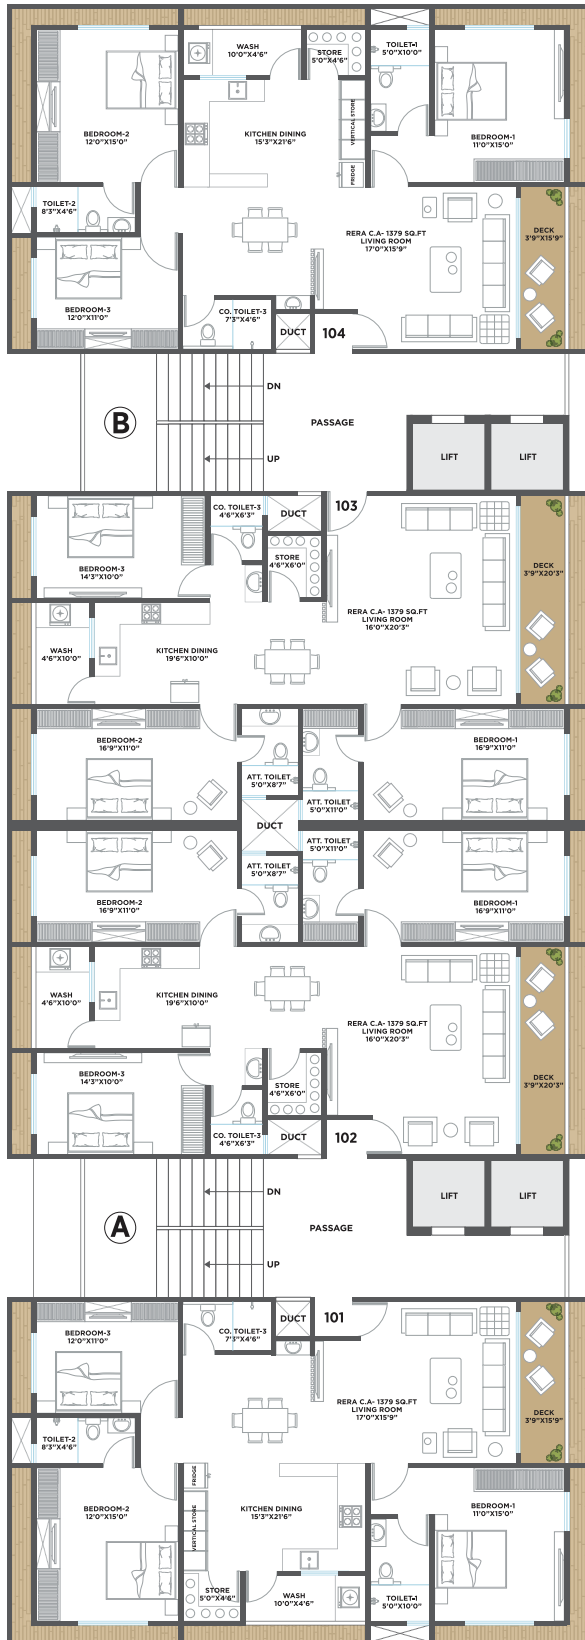 WASH
10'0"X4'6"
STORE
5'0"X4'6"
TOILET-1
5'0"X10'0"
BEDROOM-2
12'0"X15'0"
KITCHEN DINING
15'3"X21'6"
VERTICAL STORE
FRIDGE
BEDROOM-1
11'0"X15'0"
TOILET-2
8'3"X4'6"
RERA C.A- 1379 SQ.FT
LIVING ROOM
17'0"X15'9"
DECK
3'9"X15'9"
BEDROOM-3
12'0"X11'0"
CO. TOILET-3
7'3"X4'6"
DUCT
104
DN
B
PASSAGE
UP
LIFT
LIFT
CO. TOILET-3
4'6"X6'3"
DUCT
103
BEDROOM-3
14'3"X10'0"
STORE
4'6"X6'0"
DECK
3'9"X20'3"
RERA C.A- 1379 SQ.FT
LIVING ROOM
16'0"X20'3"
WASH
4'6"X10'0"
KITCHEN DINING
19'6"X10'0"
BEDROOM-2
16'9"X11'0"
BEDROOM-1
16'9"X11'0"
ATT. TOILET
5'0"X8'7"
ATT. TOILET
5'0"X11'0"
DUCT
ATT. TOILET
5'0"X11'0"
ATT. TOILET
5'0"X8'7"
BEDROOM-2
16'9"X11'0"
BEDROOM-1
16'9"X11'0"
WASH
4'6"X10'0"
KITCHEN DINING
19'6"X10'0"
RERA C.A- 1379 SQ.FT
LIVING ROOM
16'0"X20'3"
BEDROOM-3
14'3"X10'0"
STORE
4'6"X6'0"
DECK
3'9"X20'3"
CO. TOILET-3
4'6"X6'3"
DUCT
102
DN
LIFT
LIFT
A
PASSAGE
UP
DUCT
101
CO. TOILET-3
7'3"X4'6"
BEDROOM-3
12'0"X11'0"
RERA C.A- 1379 SQ.FT
LIVING ROOM
17'0"X15'9"
DECK
3'9"X15'9"
TOILET-2
8'3"X4'6"
FRIDGE
VERTICAL STORE
BEDROOM-2
12'0"X15'0"
KITCHEN DINING
15'3"X21'6"
BEDROOM-1
11'0"X15'0"
STORE
5'0"X4'6"
WASH
10'0"X4'6"
TOILET-1
5'0"X10'0"